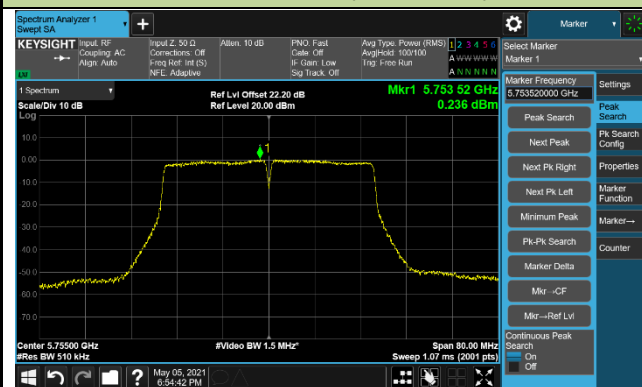 Spectrum Analyzer 1
Swept SA
Marker
KEYSIGHT
Input: RF
Coupling: AC
Align: Auto
Input Z: 50 Ω
Corrections: Off
Freq Ref: Int (S)
NFE: Adaptive
Atten: 10 dB
PNO: Fast
Gate: Off
IF Gain: Low
Sig Track: Off
Avg Type: Power (RMS)
Avg|Hold: 100/100
Trig: Free Run
1 2 3 4 5 6
A W W W W W
A N N N N N
LM
Select Marker
Marker 1
1 Spectrum
Scale/Div 10 dB
Log
Ref Lvl Offset 22.20 dB
Ref Level 20.00 dBm
Mkr1 5.753 52 GHz
0.236 dBm
10.0
0.00
-10.0
-20.0
-30.0
-40.0
-50.0
-60.0
-70.0
1
Center 5.75500 GHz
#Res BW 510 kHz
#Video BW 1.5 MHz*
Span 80.00 MHz
Sweep 1.07 ms (2001 pts)
Marker Frequency
5.753520000 GHz
Peak Search
Next Peak
Next Pk Right
Next Pk Left
Minimum Peak
Pk-Pk Search
Marker Delta
Mkr→CF
Mkr→Ref Lvl
Continuous Peak
Search
On
Off
Settings
Peak
Search
Pk Search
Config
Properties
Marker
Function
Marker→
Counter
?
May 05, 2021
6:54:42 PM